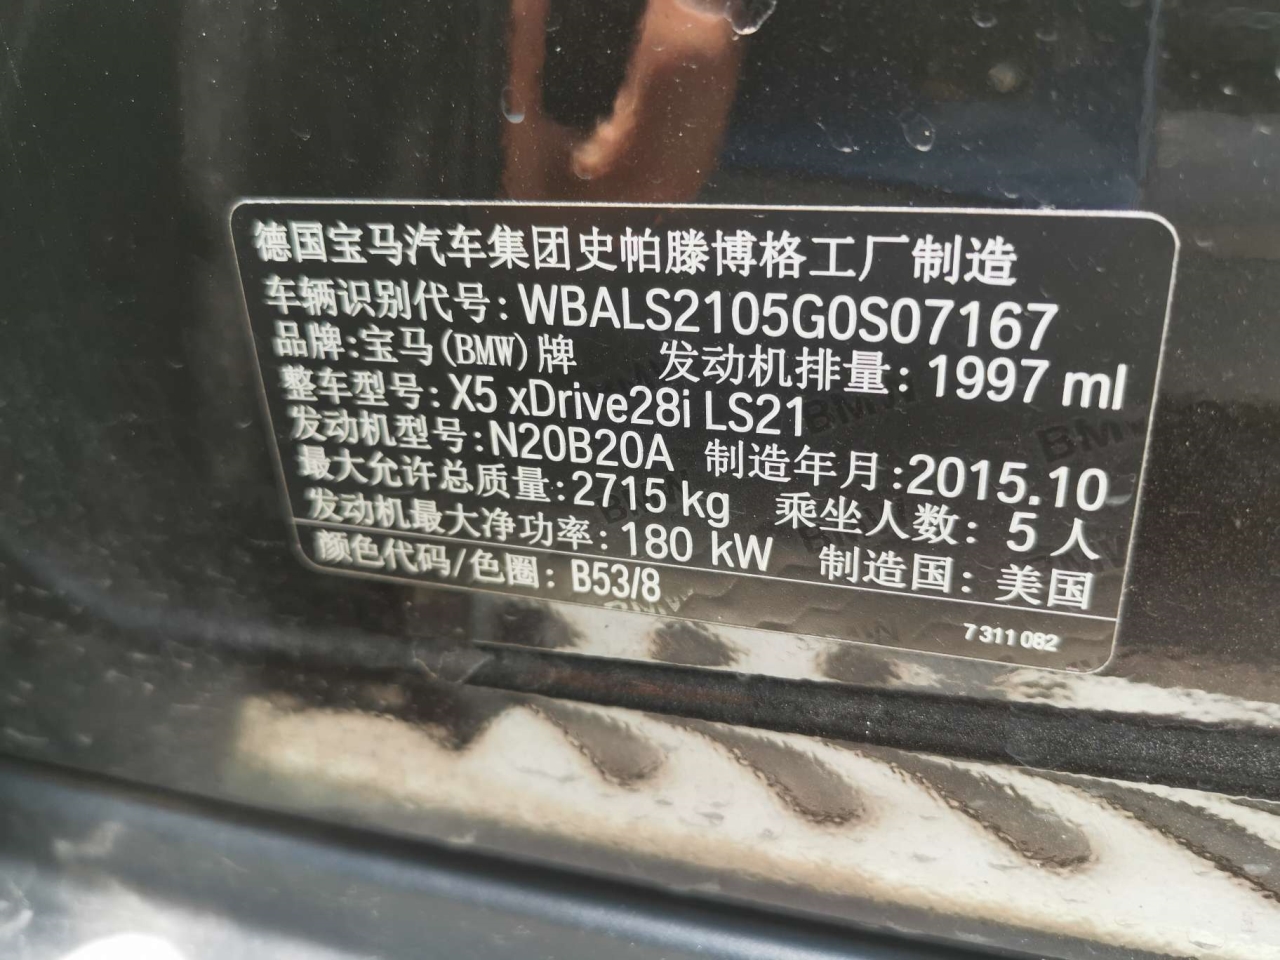 德国宝马汽车集团史帕滕博格工厂制造
车辆识别代号: WBALS2105G0S07167
品牌:宝马(BMW)牌 发动机排量: 1997 ml
整车型号: X5 xDrive28i LS21
发动机型号: N20B20A 制造年月:2015.10
最大允许总质量:2715 kg 乘坐人数: 5 人
发动机最大净功率: 180 kW 制造国: 美国
颜色代码/色圈: B53/8
7 311 082